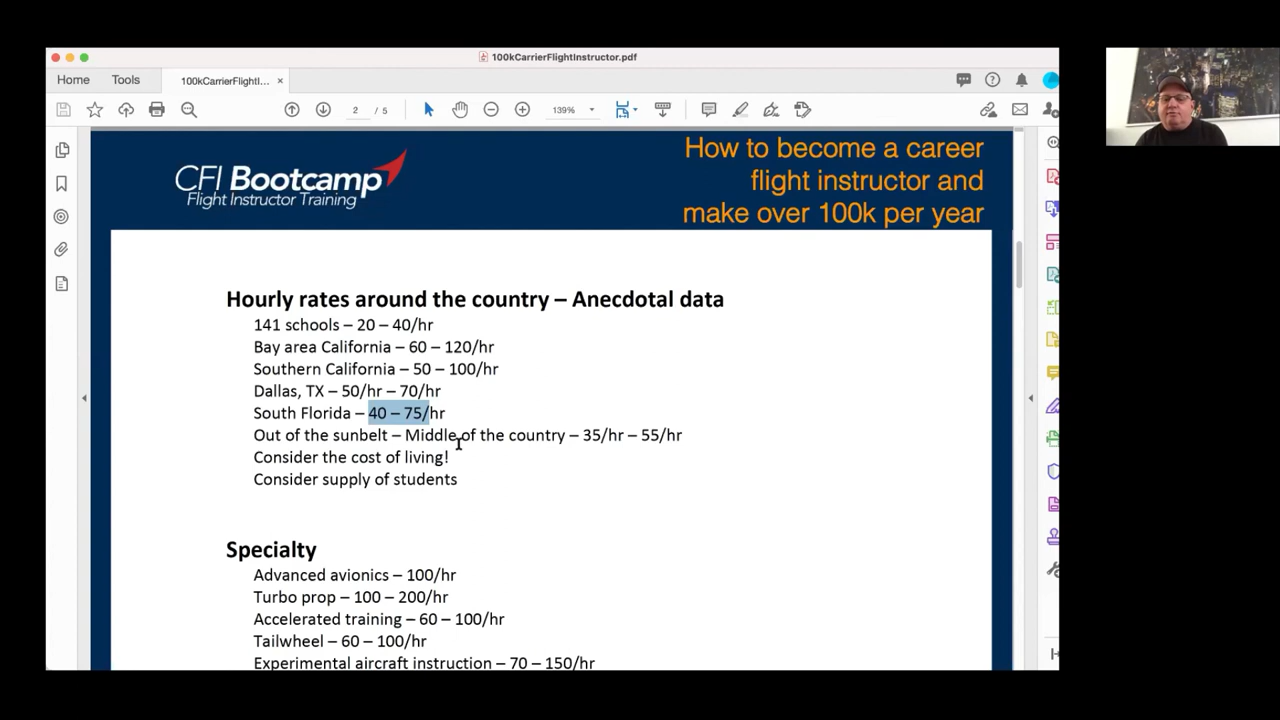 100kCarrierFlightInstructor.pdf
Home
Tools
100kCarrierFlightI...
2 / 5
139%
CFI Bootcamp
Flight Instructor Training
How to become a career
flight instructor and
make over 100k per year
Hourly rates around the country – Anecdotal data
141 schools – 20 – 40/hr
Bay area California – 60 – 120/hr
Southern California – 50 – 100/hr
Dallas, TX – 50/hr – 70/hr
South Florida – 40 – 75/hr
Out of the sunbelt – Middle of the country – 35/hr – 55/hr
Consider the cost of living!
Consider supply of students
Specialty
Advanced avionics – 100/hr
Turbo prop – 100 – 200/hr
Accelerated training – 60 – 100/hr
Tailwheel – 60 – 100/hr
Experimental aircraft instruction – 70 – 150/hr